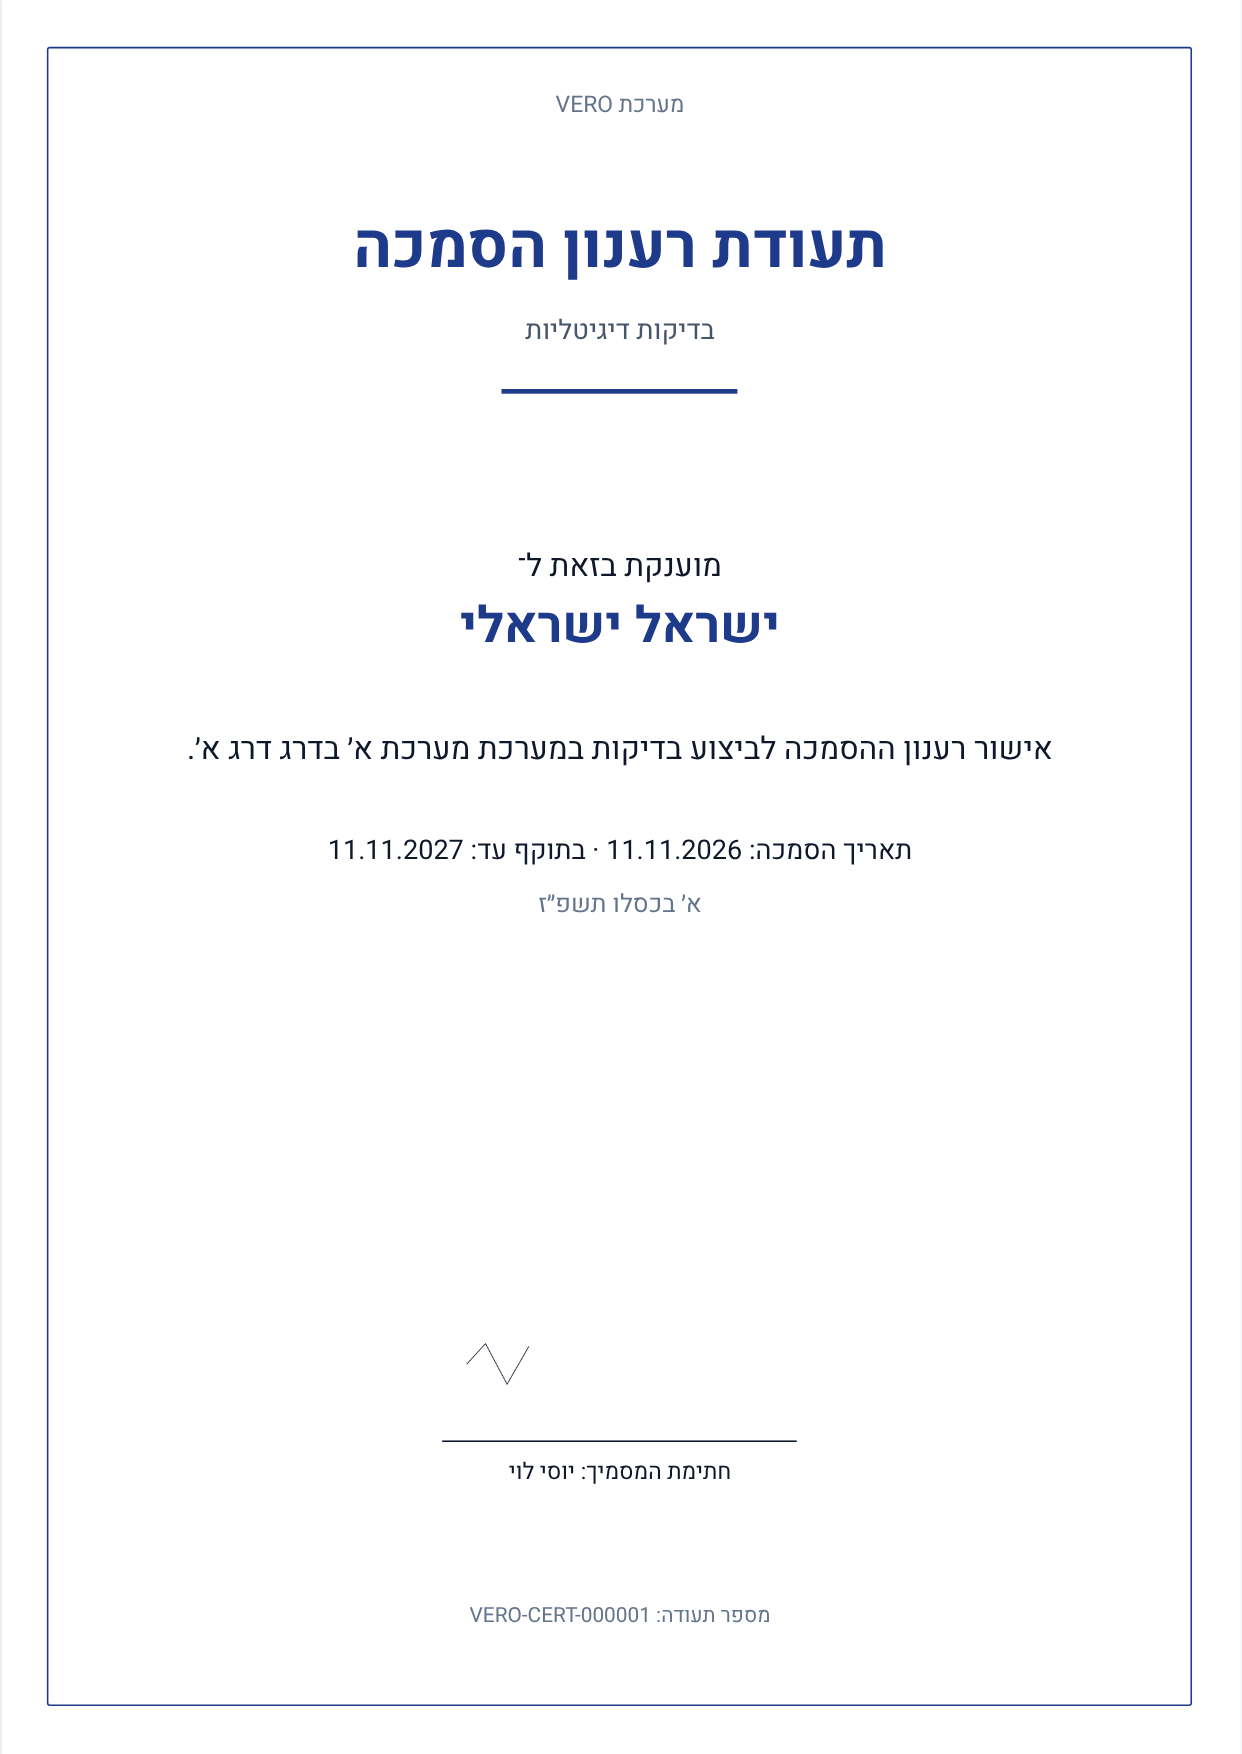 מערכת VERO
תעודת רענון הסמכה
בדיקות דיגיטליות
מוענקת בזאת ל־
ישראל ישראלי
אישור רענון ההסמכה לביצוע בדיקות במערכת מערכת א׳ בדרג דרג א׳.
תאריך הסמכה: 11.11.2026 · בתוקף עד: 11.11.2027
א׳ בכסלו תשפ״ז
חתימת המסמיך: יוסי לוי
מספר תעודה: VERO-CERT-000001